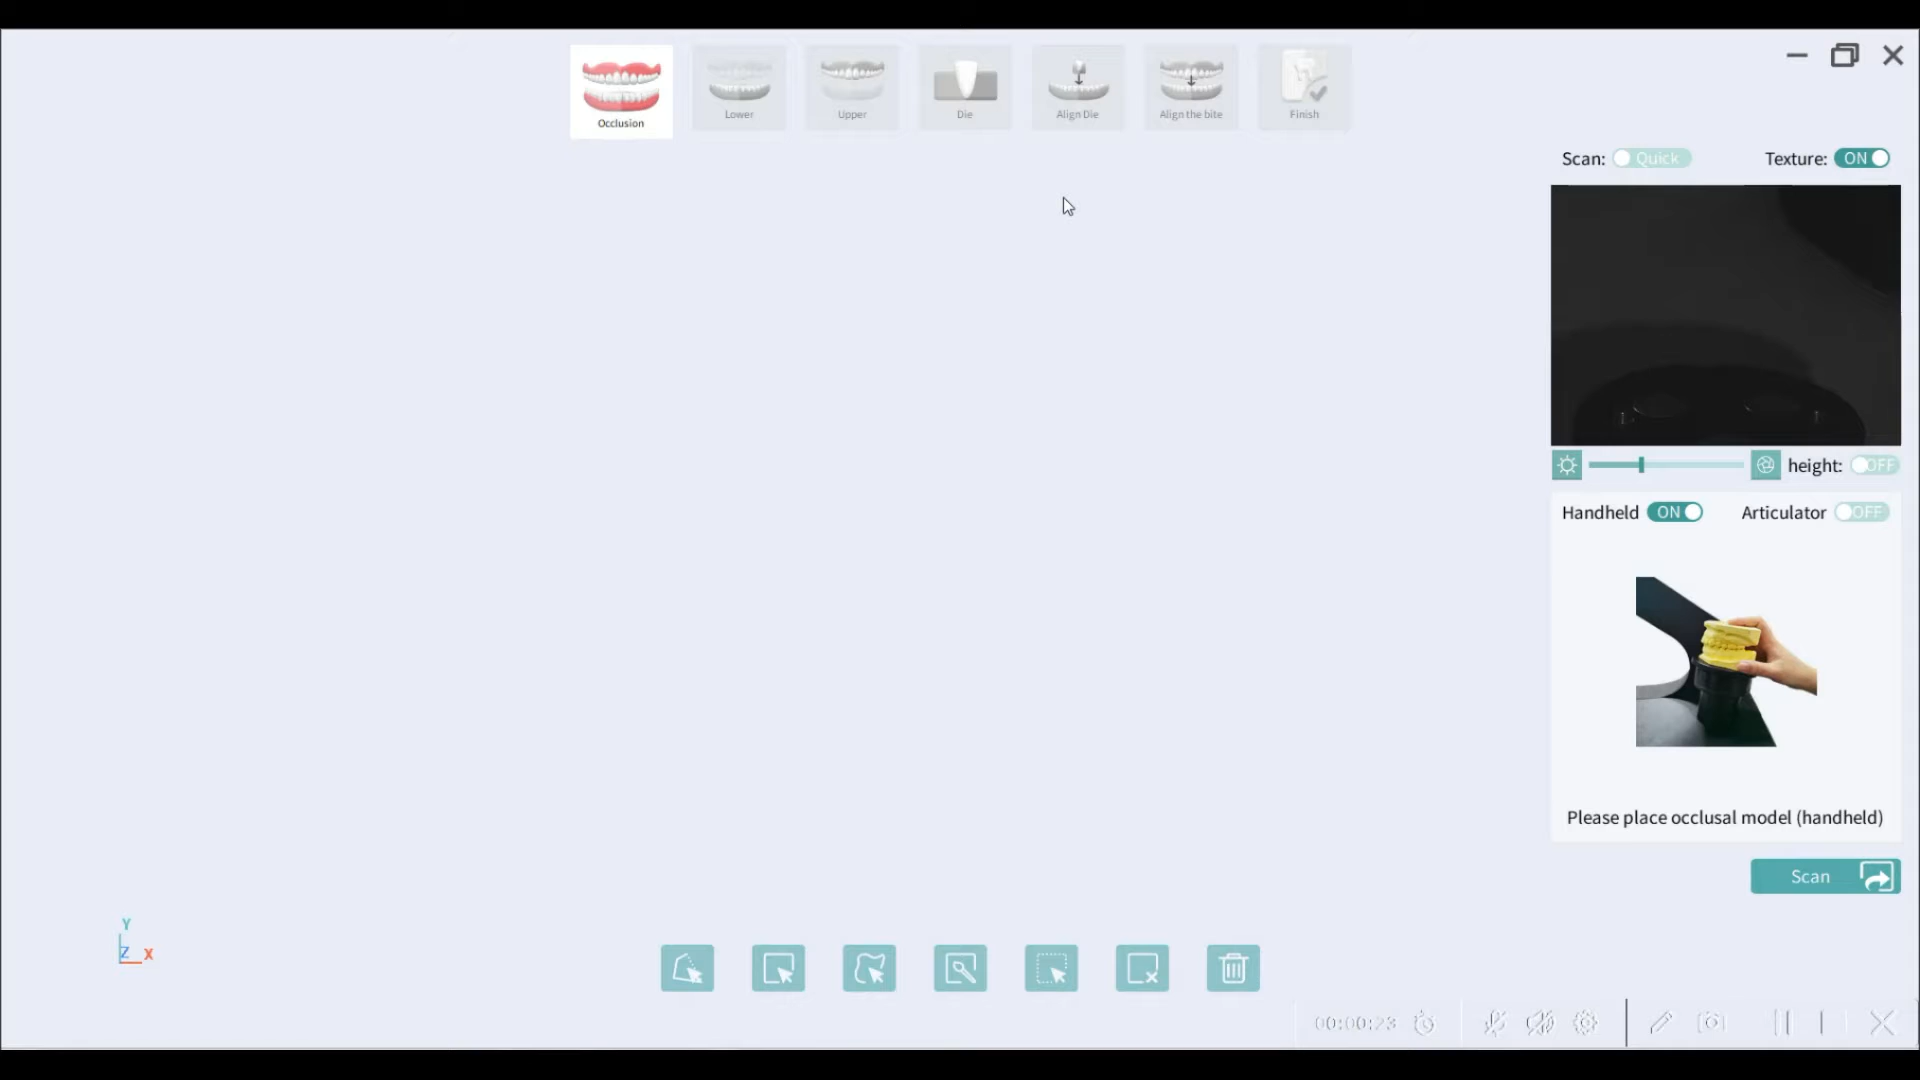 Occlusion
Lower
Upper
Die
Align Die
Align the bite
Finish
Scan: Quick
Texture: ON
height: OFF
Handheld ON
Articulator OFF
Please place occlusal model (handheld)
Scan
Y
Z X
00:00:23